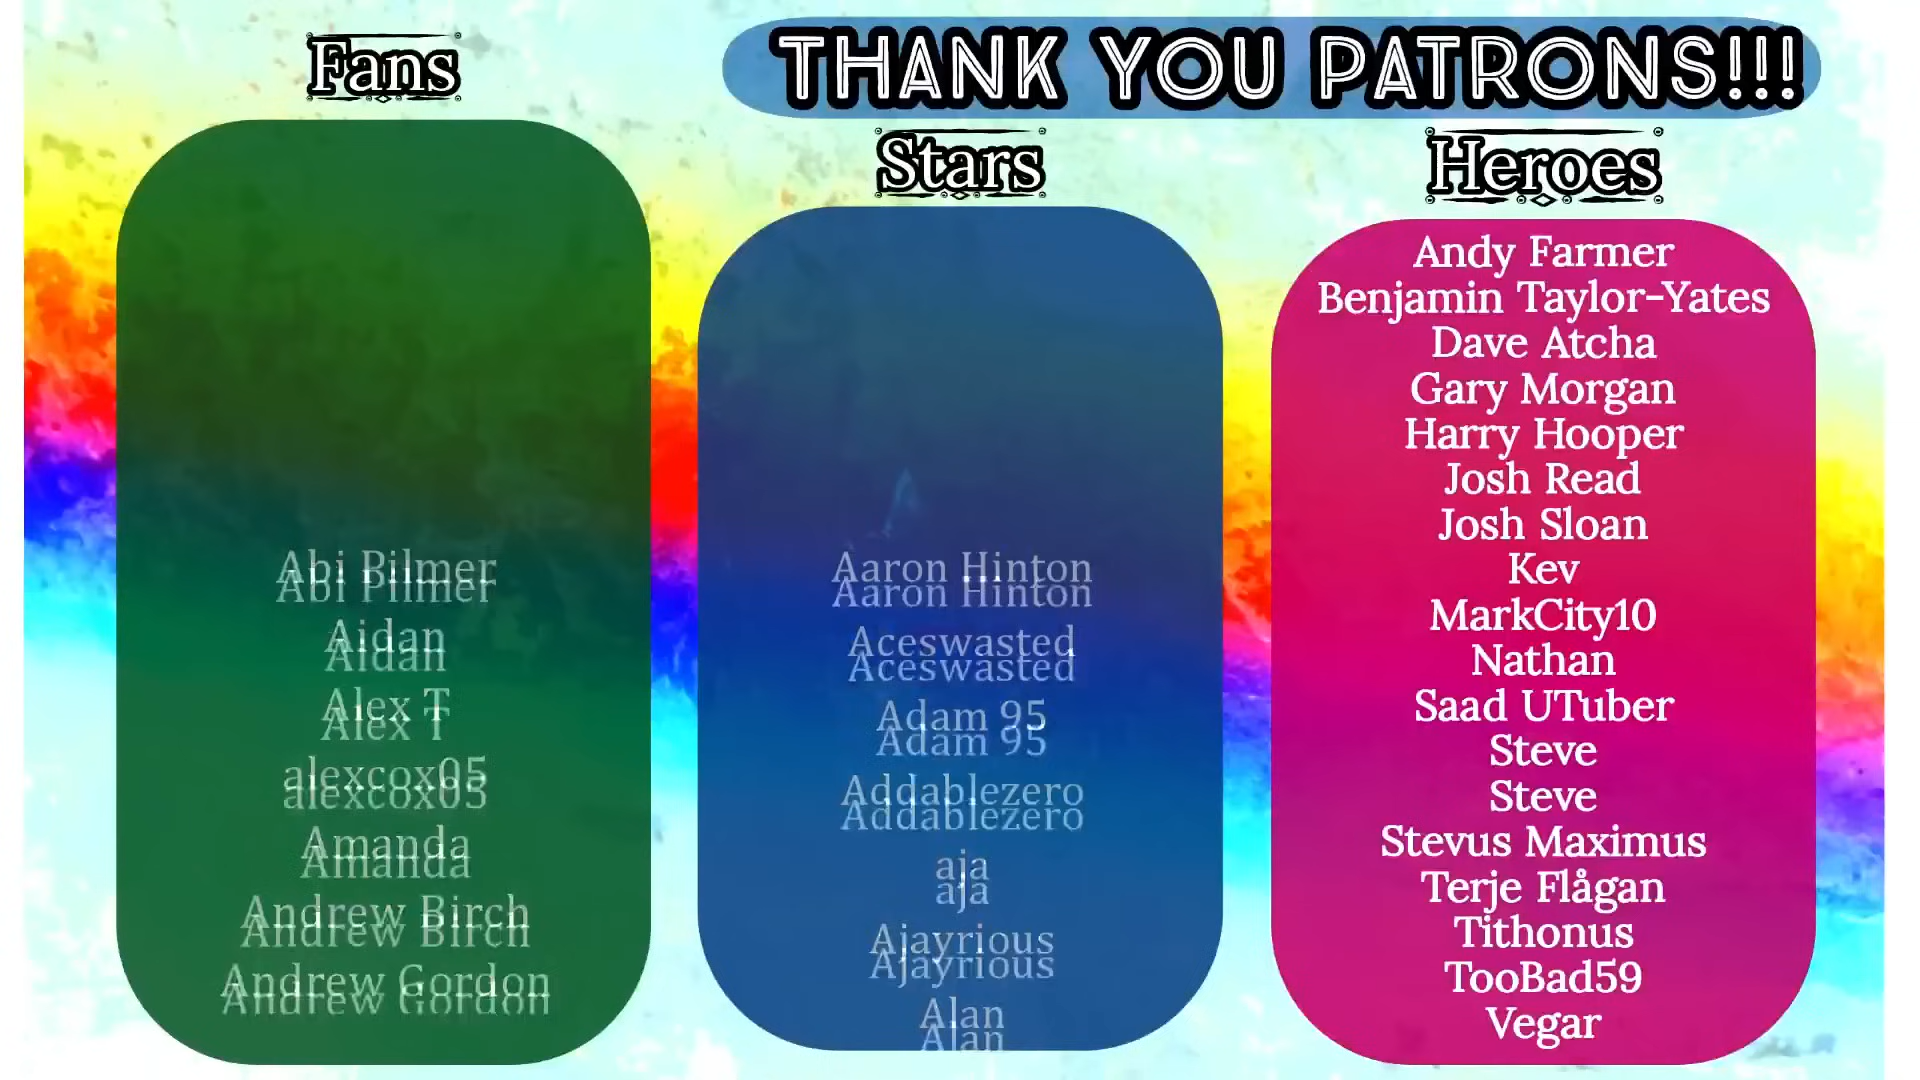 Fans
THANK YOU PATRONS!!!
Stars
Heroes
Abi Pilmer
Aidan
Alex T
alexcox05
Amanda
Andrew Birch
Andrew Gordon
Aaron Hinton
Aceswasted
Adam 95
Addablezero
aja
Ajayrious
Alan
Andy Farmer
Benjamin Taylor-Yates
Dave Atcha
Gary Morgan
Harry Hooper
Josh Read
Josh Sloan
Kev
MarkCity10
Nathan
Saad UTuber
Steve
Steve
Stevus Maximus
Terje Flågan
Tithonus
TooBad59
Vegar